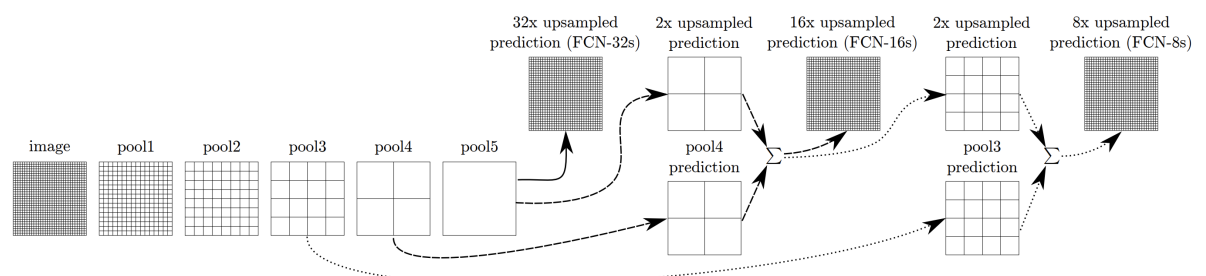 32x upsampled
prediction (FCN-32s)
2x upsampled
prediction
16x upsampled
prediction (FCN-16s)
2x upsampled
prediction
8x upsampled
prediction (FCN-8s)
image
pool1
pool2
pool3
pool4
pool5
pool4
prediction
∑
pool3
prediction
∑